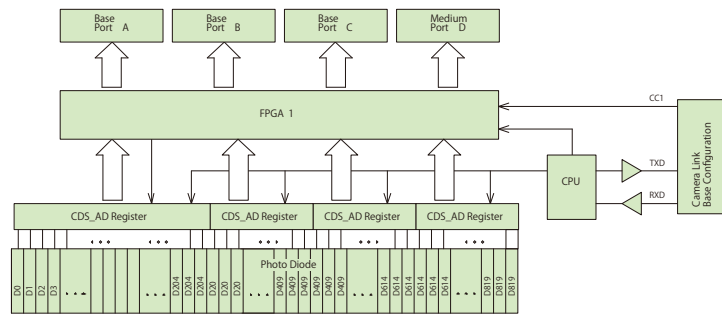 Base Port A
Base Port B
Base Port C
Medium Port D
FPGA 1
CC1
TXD
RXD
CPU
Camera Link Base Configuration
CDS_AD Register
CDS_AD Register
CDS_AD Register
CDS_AD Register
Photo Diode
D0
D1
D2
D3
D204
D204
D204
D20
D20
D20
D409
D409
D409
D409
D409
D409
D614
D614
D614
D614
D614
D614
D819
D819
D819